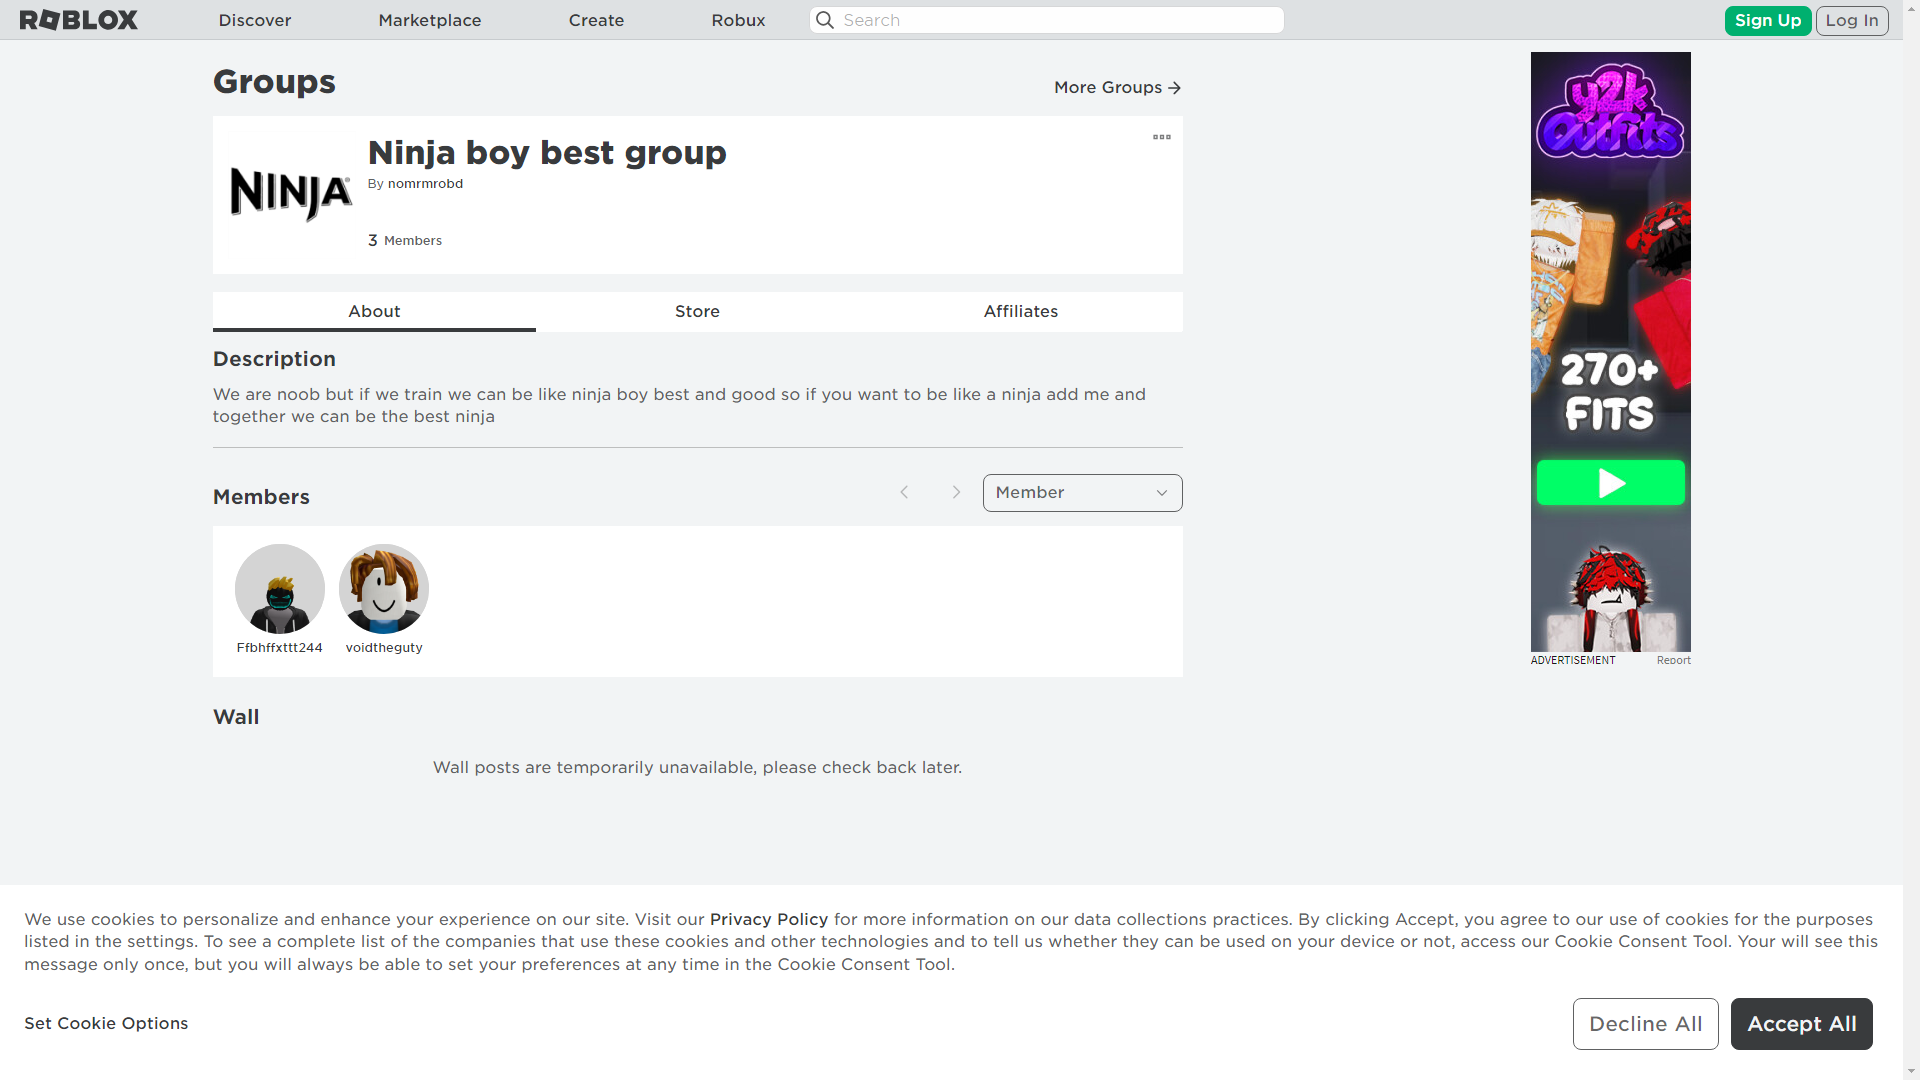 ROBLOX
Discover
Marketplace
Create
Robux
Search
Sign Up
Log In
Groups
More Groups
NINJA
Ninja boy best group
By nomrmrobd
3 Members
About
Store
Affiliates
Description
We are noob but if we train we can be like ninja boy best and good so if you want to be like a ninja add me and
together we can be the best ninja
Members
Member
Ffbhffxttt244
voidtheguty
Wall
Wall posts are temporarily unavailable, please check back later.
y2k
Outfits
270+
FITS
ADVERTISEMENT
Report
We use cookies to personalize and enhance your experience on our site. Visit our Privacy Policy for more information on our data collections practices. By clicking Accept, you agree to our use of cookies for the purposes
listed in the settings. To see a complete list of the companies that use these cookies and other technologies and to tell us whether they can be used on your device or not, access our Cookie Consent Tool. Your will see this
message only once, but you will always be able to set your preferences at any time in the Cookie Consent Tool.
Set Cookie Options
Decline All
Accept All